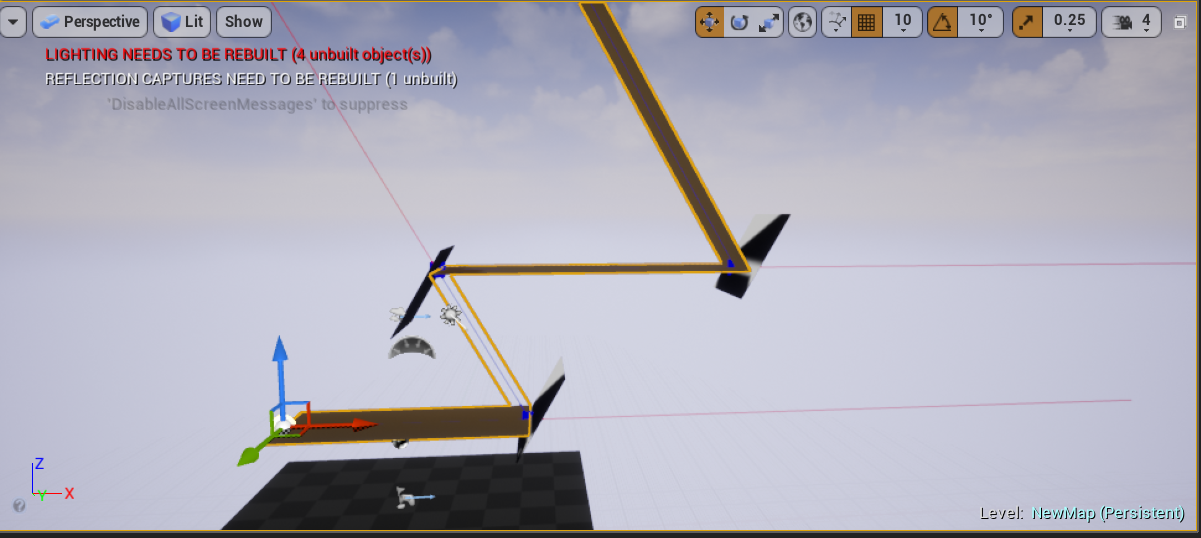 Perspective Lit Show 10 10° 0.25 4
LIGHTING NEEDS TO BE REBUILT (4 unbuilt object(s))
REFLECTION CAPTURES NEED TO BE REBUILT (1 unbuilt)
'DisableAllScreenMessages' to suppress
Z
Y X
?
Level: NewMap (Persistent)